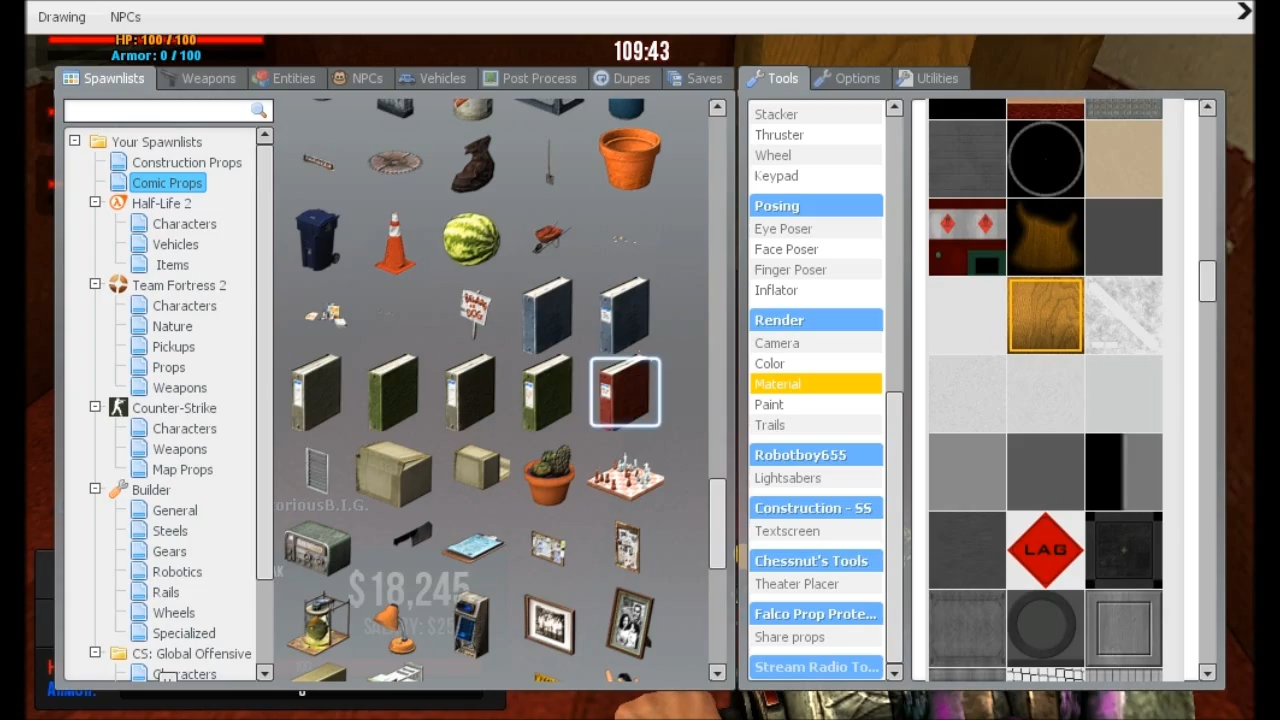 Drawing NPCs
HP: 100 / 100
Armor: 0 / 100
109:43
Spawnlists Weapons Entities NPCs Vehicles Post Process Dupes Saves
Your Spawnlists
Construction Props
Comic Props
Half-Life 2
Characters
Vehicles
Items
Team Fortress 2
Characters
Nature
Pickups
Props
Weapons
Counter-Strike
Characters
Weapons
Map Props
Builder
General
Steels
Gears
Robotics
Rails
Wheels
Specialized
CS: Global Offensive
Characters
ARMOR:
oriousB.I.G.
$18,245
SALARY: $25
Tools Options Utilities
Stacker
Thruster
Wheel
Keypad
Posing
Eye Poser
Face Poser
Finger Poser
Inflator
Render
Camera
Color
Material
Paint
Trails
Robotboy655
Lightsabers
Construction - SS
Textscreen
Chessnut's Tools
Theater Placer
Falco Prop Prote...
Share props
Stream Radio To...
LAG